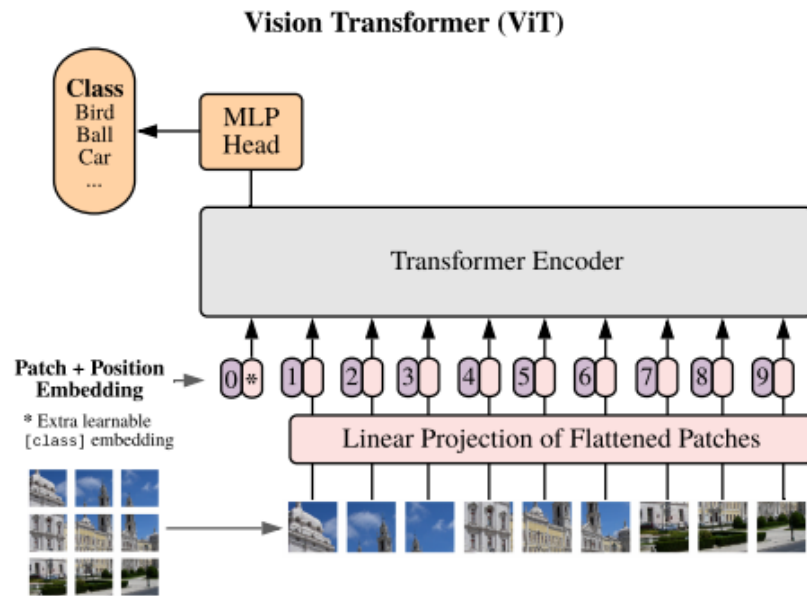 Vision Transformer (ViT)
Class
Bird
Ball
Car
...
MLP
Head
Transformer Encoder
Patch + Position
Embedding
0 * 1 2 3 4 5 6 7 8 9
* Extra learnable
[class] embedding
Linear Projection of Flattened Patches